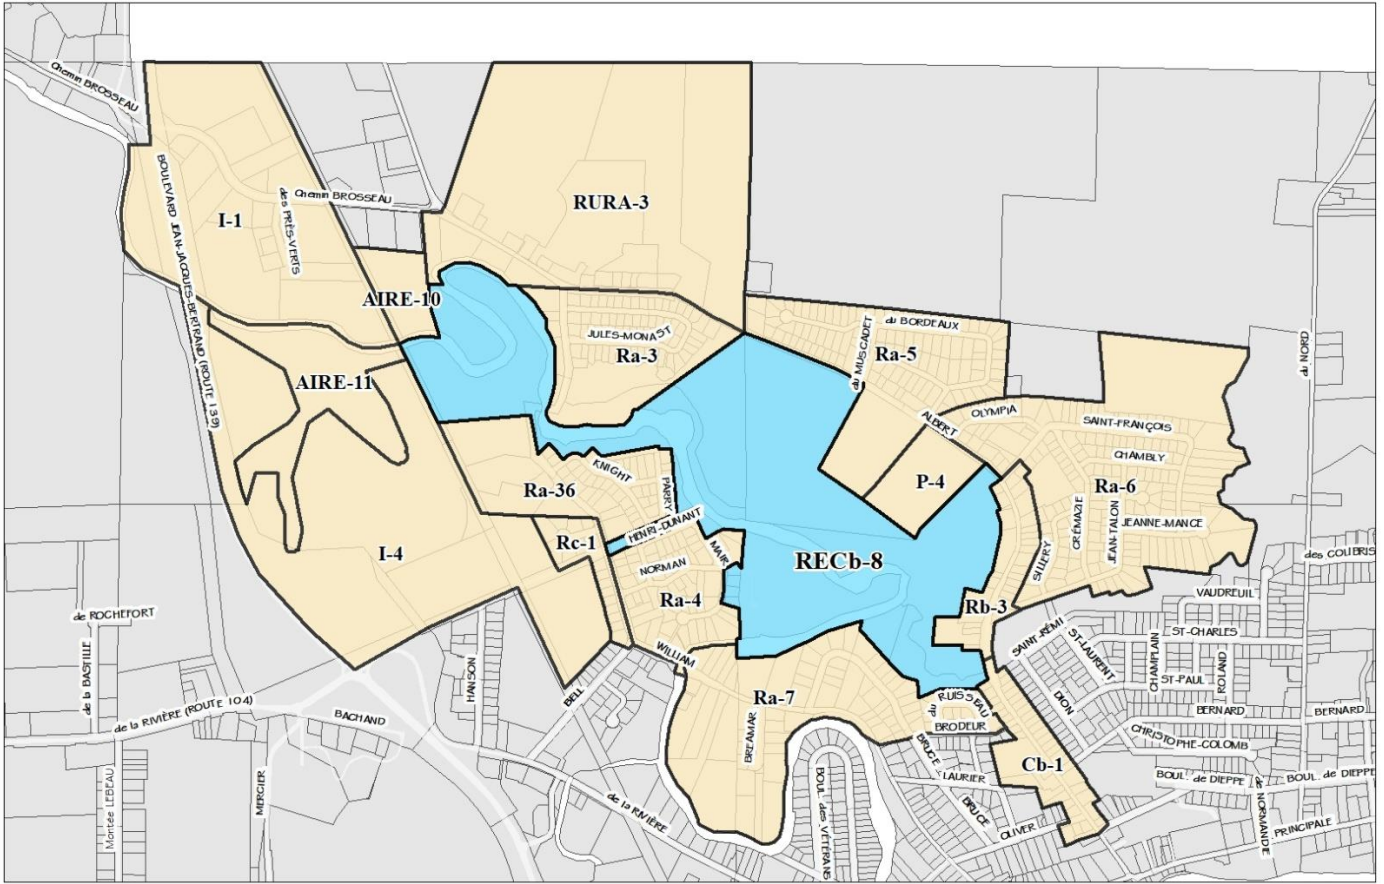 Chemin BROSSEAU
BOULEVARD JEAN-JACQUES-BERTRAND (ROUTE 139)
des PRÉS-VERTS
Chemin BROSSEAU
I-1
RURA-3
AIRE-10
AIRE-11
JULES-MONAST
Ra-3
du MUSCADET
du BORDEAUX
Ra-5
du NORD
ALBERT
OLYMPIA
SAINT-FRANÇOIS
CHAMBLY
P-4
Ra-6
CRÉMAZIE
JEAN-TALON
JEANNE-MANCE
SILLERY
KNIGHT
PARRY
Ra-36
HENRI-DUNANT
Rc-1
I-4
NORMAN
MAIR
Ra-4
RECb-8
Rb-3
des COLIBRIS
VAUDREUIL
de ROCHEFORT
de la BASTILLE
SAINT-RÉMI
ST-LAURENT
CHAMPLAIN
ST-CHARLES
ROLAND
ST-PAUL
WILLIAM
HANSON
BELL
Ra-7
BREAMAR
du RUISSEAU
BRODEUR
DION
BERNARD
BERNARD
CHRISTOPHE-COLOMB
de la RIVIÈRE (ROUTE 104)
BACHAND
MERCIER
Montée LEBEAU
de la RIVIÈRE
BOUL. des VÉTÉRANS
BRUCE
LAURIER
BRUCE
OLIVER
Cb-1
BOUL. de DIEPPE
BOUL. de DIEPPE
de NORMANDIE
PRINCIPALE